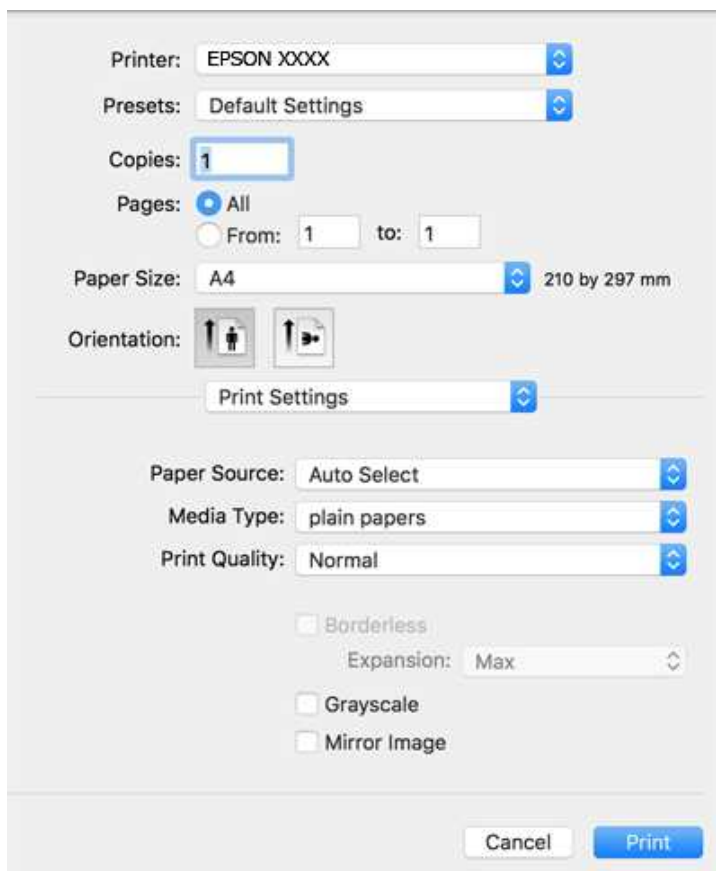 Printer: EPSON XXXX
Presets: Default Settings
Copies: 1
Pages: All
From: 1 to: 1
Paper Size: A4 210 by 297 mm
Orientation:
Print Settings
Paper Source: Auto Select
Media Type: plain papers
Print Quality: Normal
Borderless
Expansion: Max
Grayscale
Mirror Image
Cancel Print